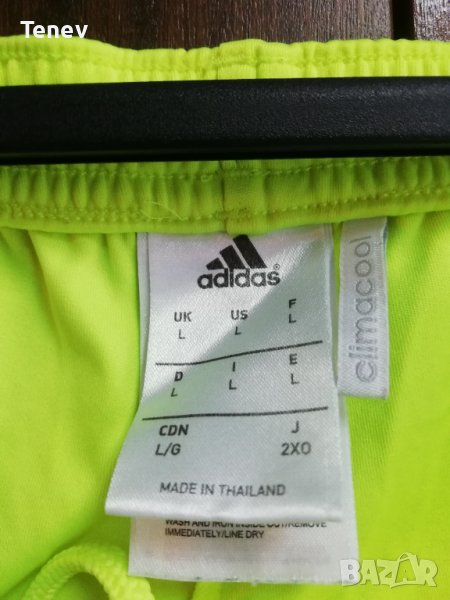 Tenev
adidas
UK US F
L L L
D I E
L L L
CDN J
L/G 2XO
MADE IN THAILAND
WASH AND IRON INSIDE OUT/REMOVE
IMMEDIATELY/LINE DRY
climacool
BAZAR